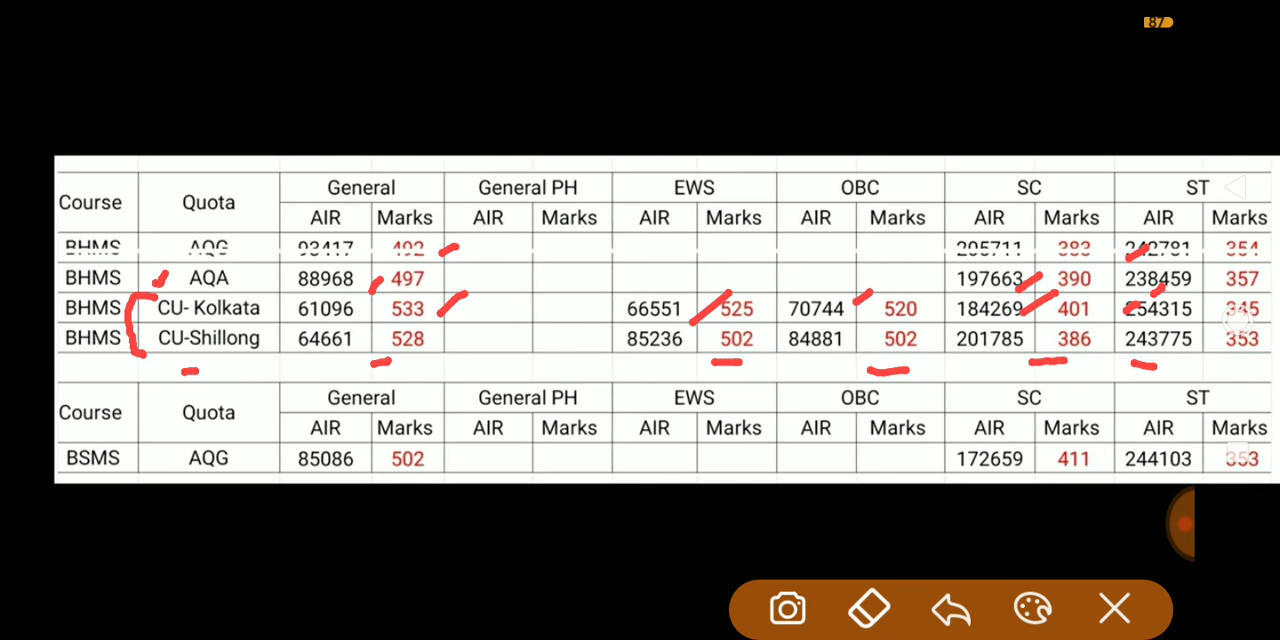 87
Course Quota General General PH EWS OBC SC ST
AIR Marks AIR Marks AIR Marks AIR Marks AIR Marks AIR Marks
BHMS AQG 93417 492 205711 383 242781 354
BHMS AQA 88968 497 197663 390 238459 357
BHMS CU- Kolkata 61096 533 66551 525 70744 520 184269 401 254315 345
BHMS CU-Shillong 64661 528 85236 502 84881 502 201785 386 243775 353
Course Quota General General PH EWS OBC SC ST
AIR Marks AIR Marks AIR Marks AIR Marks AIR Marks AIR Marks
BSMS AQG 85086 502 172659 411 244103 353